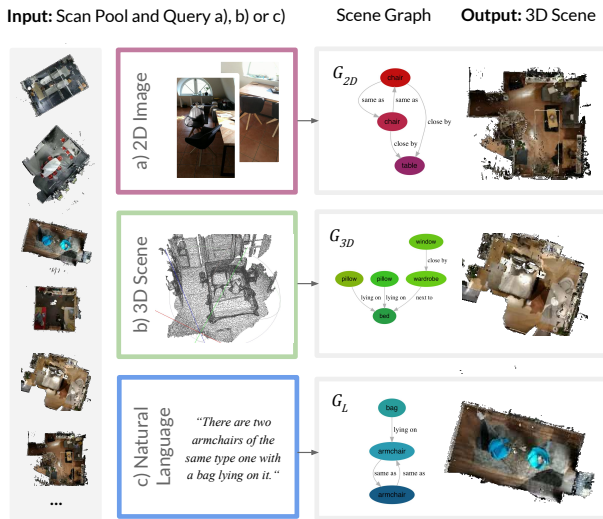 Input: Scan Pool and Query a), b) or c)
Scene Graph
Output: 3D Scene
a) 2D Image
G2D
chair
same as
same as
chair
close by
close by
table
b) 3D Scene
G3D
window
close by
pillow
pillow
wardrobe
lying on
lying on
next to
bed
c) Natural
Language
“There are two
armchairs of the
same type one with
a bag lying on it.“
GL
bag
lying on
armchair
same as
same as
armchair
...